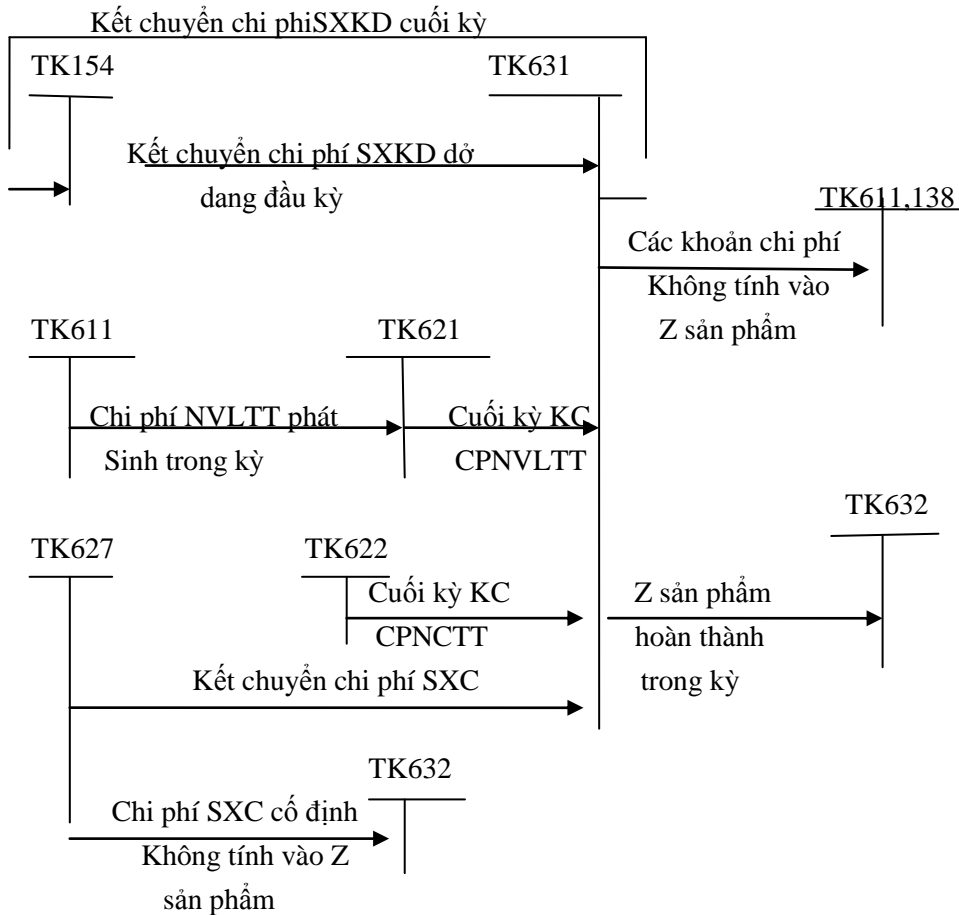 Kết chuyển chi phiSXKD cuối kỳ
TK154
TK631
Kết chuyển chi phí SXKD dở
dang đầu kỳ
TK611,138
Các khoản chi phí
Không tính vào
Z sản phẩm
TK611
TK621
Chi phí NVLTT phát
Sinh trong kỳ
Cuối kỳ KC
CPNVLTT
TK632
TK627
TK622
Cuối kỳ KC
CPNCTT
Z sản phẩm
hoàn thành
trong kỳ
Kết chuyển chi phí SXC
TK632
Chi phí SXC cố định
Không tính vào Z
sản phẩm